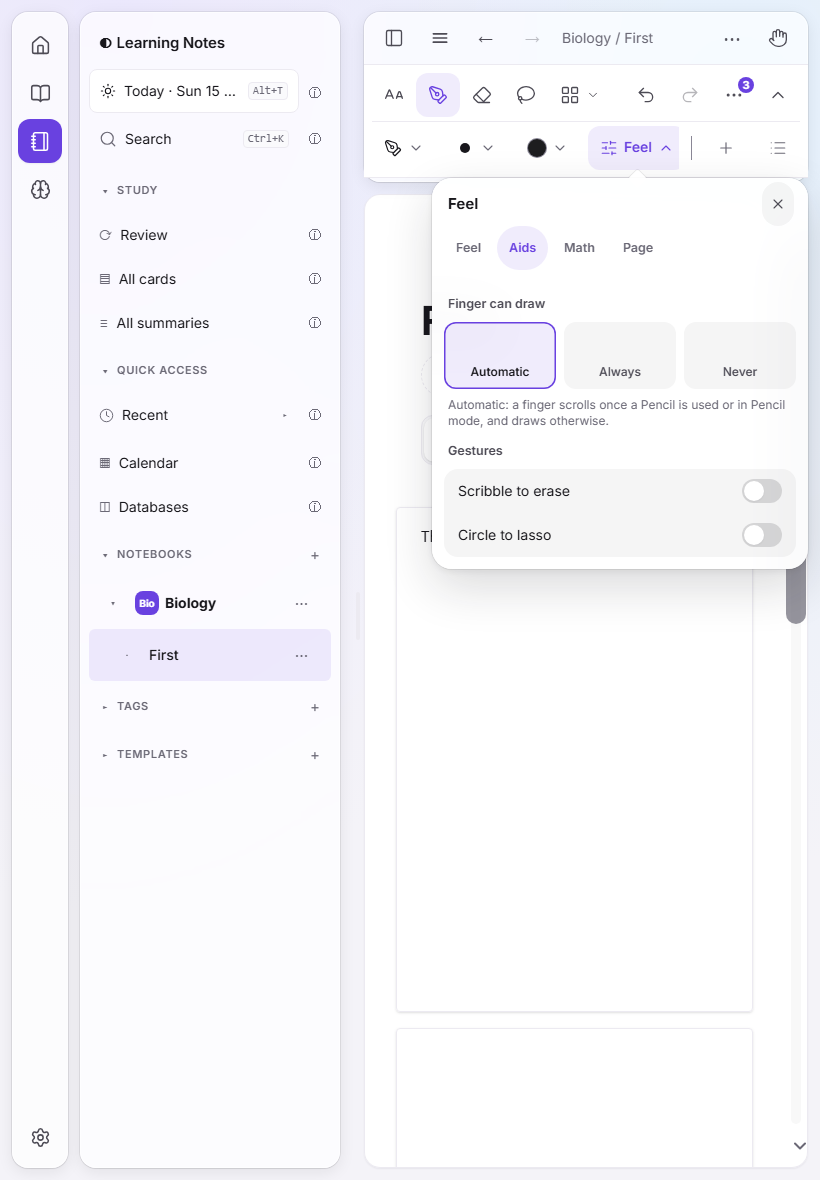 Learning Notes
Today · Sun 15 ...
Alt+T
Search
Ctrl+K
STUDY
Review
All cards
All summaries
QUICK ACCESS
Recent
Calendar
Databases
NOTEBOOKS
Bio
Biology
First
TAGS
TEMPLATES
Biology / First
AA
3
Feel
Feel
Feel
Aids
Math
Page
Finger can draw
Automatic
Always
Never
Automatic: a finger scrolls once a Pencil is used or in Pencil
mode, and draws otherwise.
Gestures
Scribble to erase
Circle to lasso